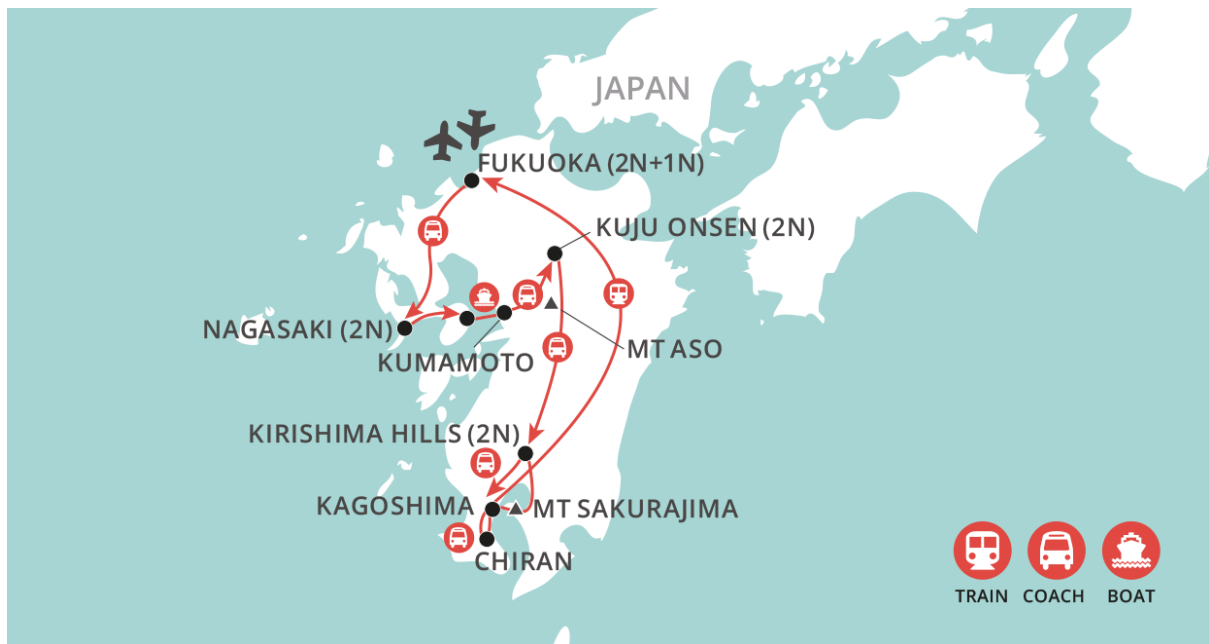 JAPAN
FUKUOKA (2N+1N)
KUJU ONSEN (2N)
NAGASAKI (2N)
KUMAMOTO
MT ASO
KIRISHIMA HILLS (2N)
KAGOSHIMA
MT SAKURAJIMA
CHIRAN
TRAIN COACH BOAT